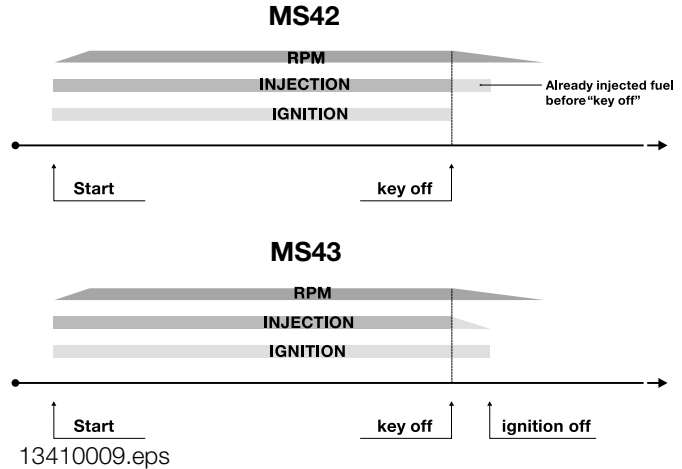 MS42
RPM
INJECTION
Already injected fuel
before “key off”
IGNITION
Start
key off
MS43
RPM
INJECTION
IGNITION
Start
key off
ignition off
13410009.eps